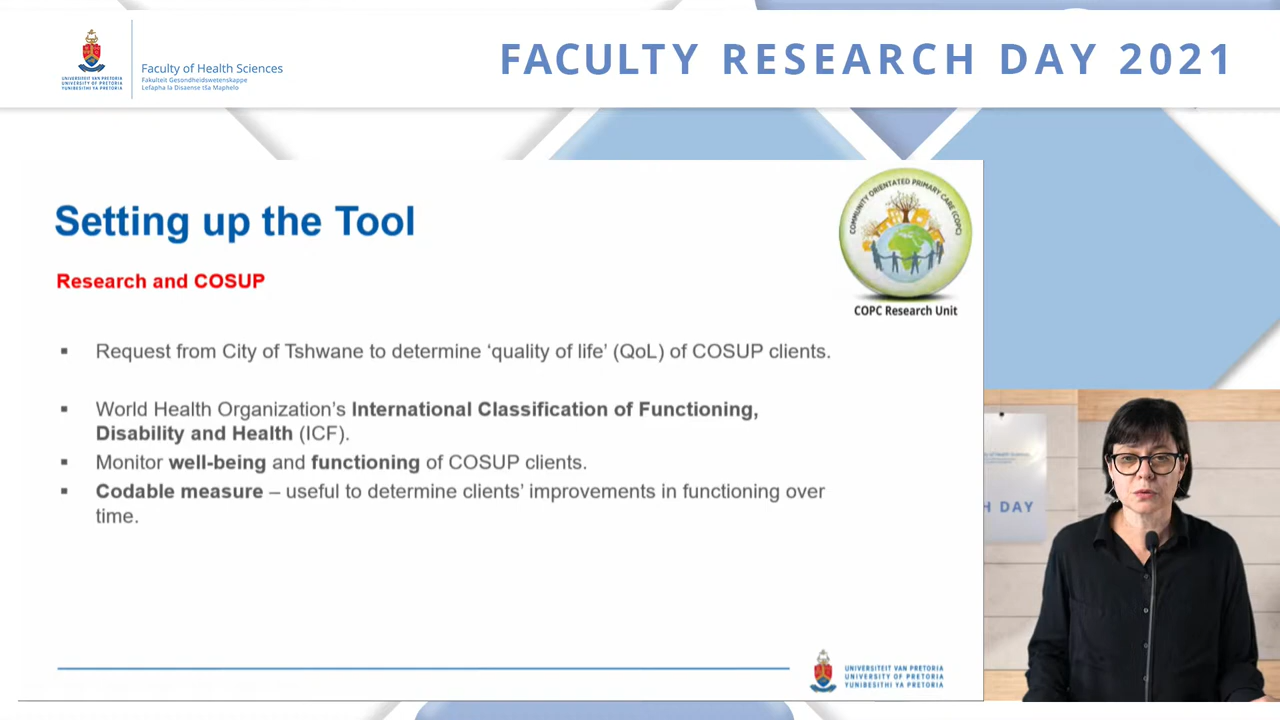 UNIVERSITEIT VAN PRETORIA
UNIVERSITY OF PRETORIA
YUNIBESITHI YA PRETORIA
Faculty of Health Sciences
Fakulteit Gesondheidswetenskappe
Lefapha la Disaense tša Maphelo
FACULTY RESEARCH DAY 2021
Setting up the Tool
Research and COSUP
COMMUNITY ORIENTATED PRIMARY CARE (COPC)
COPC Research Unit
▪ Request from City of Tshwane to determine ‘quality of life’ (QoL) of COSUP clients.
▪ World Health Organization’s International Classification of Functioning,
Disability and Health (ICF).
▪ Monitor well-being and functioning of COSUP clients.
▪ Codable measure – useful to determine clients’ improvements in functioning over
time.
H DAY
UNIVERSITEIT VAN PRETORIA
UNIVERSITY OF PRETORIA
YUNIBESITHI YA PRETORIA